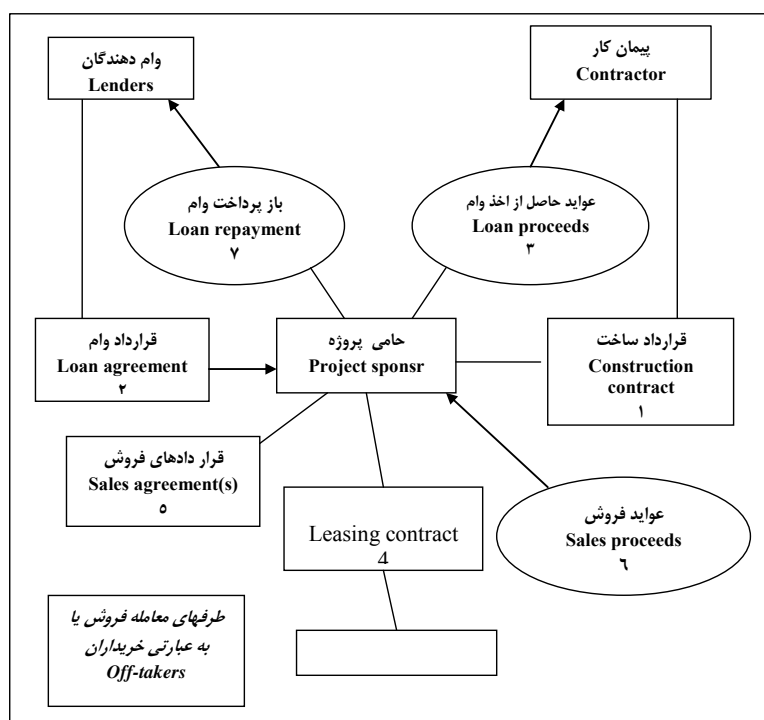 وام دهندگان
Lenders
پیمان کار
Contractor
باز پرداخت وام
Loan repayment
۷
عواید حاصل از اخذ وام
Loan proceeds
۳
قرارداد وام
Loan agreement
۲
حامی پروژه
Project sponsr
قرارداد ساخت
Construction
contract
۱
قرار دادهای فروش
Sales agreement(s)
٥
Leasing contract
4
عواید فروش
Sales proceeds
٦
طرفهای معامله فروش یا
به عبارتی خریداران
Off-takers